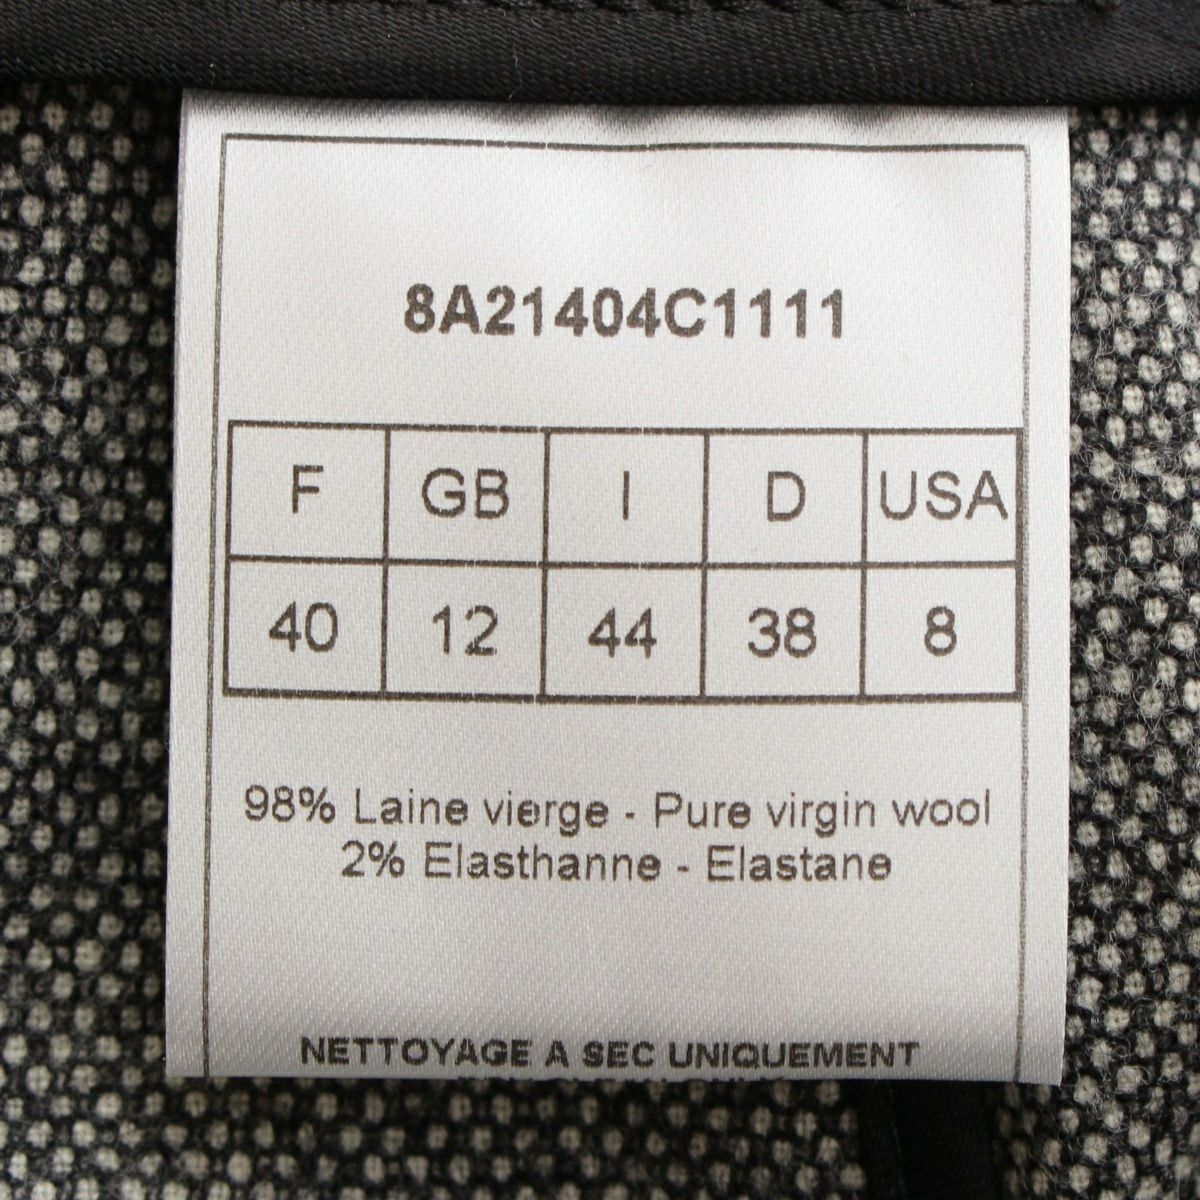 8A21404C1111
F GB I D USA
40 12 44 38 8
98% Laine vierge - Pure virgin wool
2% Elasthanne - Elastane
NETTOYAGE A SEC UNIQUEMENT